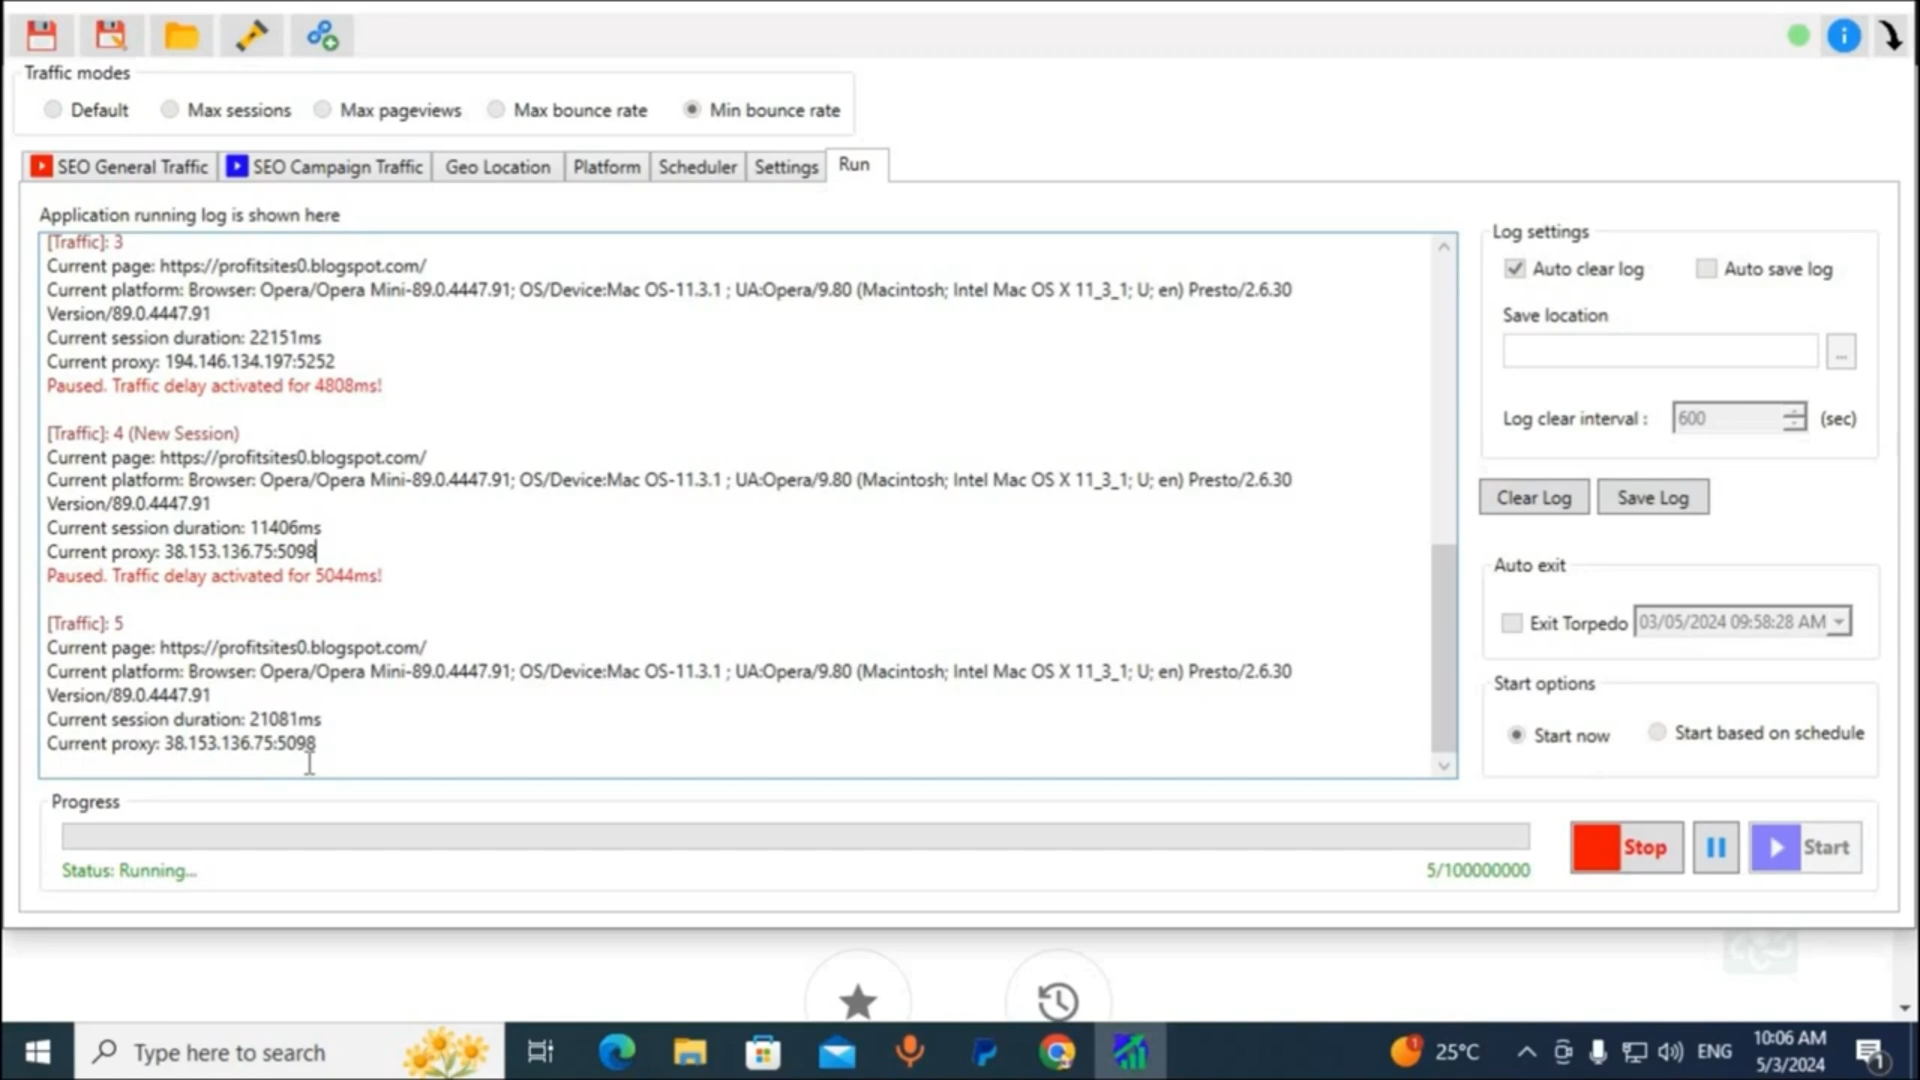 Traffic modes
Default
Max sessions
Max pageviews
Max bounce rate
Min bounce rate
SEO General Traffic
SEO Campaign Traffic
Geo Location
Platform
Scheduler
Settings
Run
Application running log is shown here
[Traffic]: 3
Current page: https://profitsites0.blogspot.com/
Current platform: Browser: Opera/Opera Mini-89.0.4447.91; OS/Device:Mac OS-11.3.1 ; UA:Opera/9.80 (Macintosh; Intel Mac OS X 11_3_1; U; en) Presto/2.6.30
Version/89.0.4447.91
Current session duration: 22151ms
Current proxy: 194.146.134.197:5252
Paused. Traffic delay activated for 4808ms!
[Traffic]: 4 (New Session)
Current page: https://profitsites0.blogspot.com/
Current platform: Browser: Opera/Opera Mini-89.0.4447.91; OS/Device:Mac OS-11.3.1 ; UA:Opera/9.80 (Macintosh; Intel Mac OS X 11_3_1; U; en) Presto/2.6.30
Version/89.0.4447.91
Current session duration: 11406ms
Current proxy: 38.153.136.75:5098
Paused. Traffic delay activated for 5044ms!
[Traffic]: 5
Current page: https://profitsites0.blogspot.com/
Current platform: Browser: Opera/Opera Mini-89.0.4447.91; OS/Device:Mac OS-11.3.1 ; UA:Opera/9.80 (Macintosh; Intel Mac OS X 11_3_1; U; en) Presto/2.6.30
Version/89.0.4447.91
Current session duration: 21081ms
Current proxy: 38.153.136.75:5098
Log settings
Auto clear log
Auto save log
Save location
...
Log clear interval :
600
(sec)
Clear Log
Save Log
Auto exit
Exit Torpedo
03/05/2024 09:58:28 AM
Start options
Start now
Start based on schedule
Progress
Status: Running...
5/100000000
Stop
Start
Type here to search
25°C
ENG
10:06 AM
5/3/2024
1